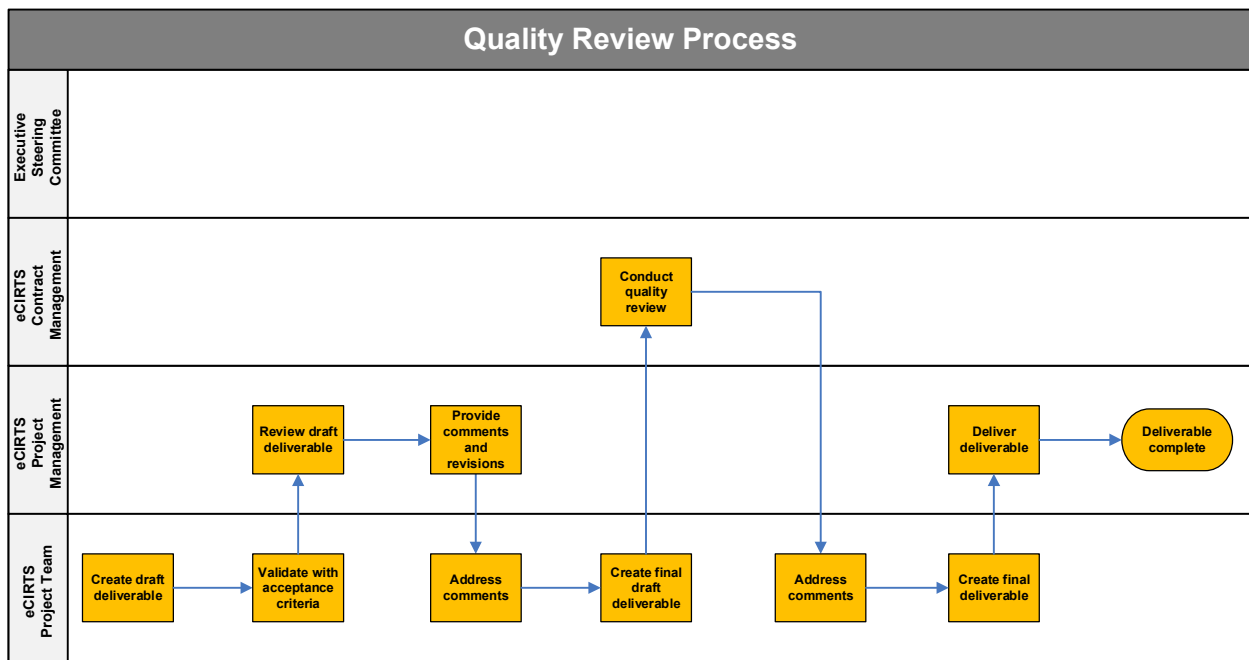 Quality Review Process
Executive
Steering
Committee
eCIRTS
Contract
Management
Conduct
quality
review
eCIRTS
Project
Management
Review draft
deliverable
Provide
comments
and
revisions
Deliver
deliverable
Deliverable
complete
eCIRTS
Project Team
Create draft
deliverable
Validate with
acceptance
criteria
Address
comments
Create final
draft
deliverable
Address
comments
Create final
deliverable